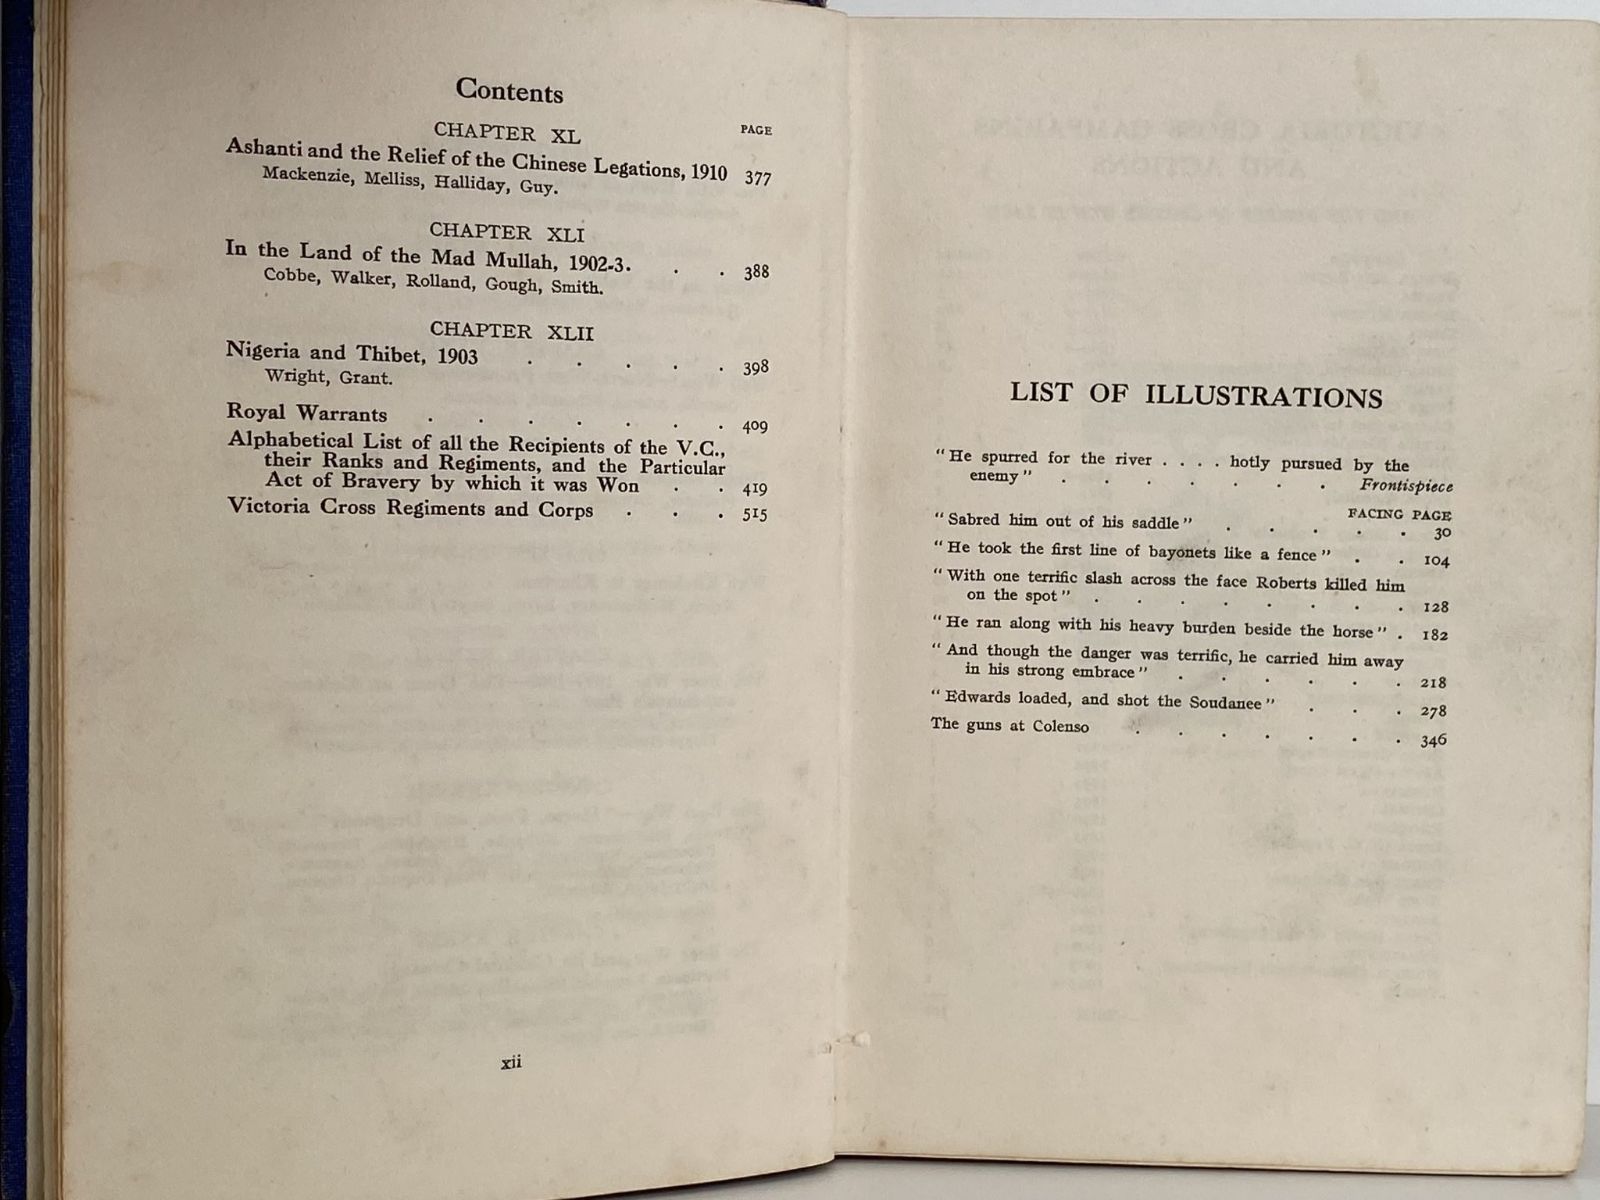 Contents
CHAPTER XL
PAGE
Ashanti and the Relief of the Chinese Legations, 1910 377
Mackenzie, Melliss, Halliday, Guy.
CHAPTER XLI
In the Land of the Mad Mullah, 1902-3. . . 388
Cobbe, Walker, Rolland, Gough, Smith.
CHAPTER XLII
Nigeria and Thibet, 1903 . . . . . 398
Wright, Grant.
Royal Warrants . . . . . . . 409
Alphabetical List of all the Recipients of the V.C.,
their Ranks and Regiments, and the Particular
Act of Bravery by which it was Won . . 419
Victoria Cross Regiments and Corps . . . 515
xii
LIST OF ILLUSTRATIONS
"He spurred for the river . . . . hotly pursued by the
enemy" . . . . . . . Frontispiece
FACING PAGE
"Sabred him out of his saddle" . . . . . 30
"He took the first line of bayonets like a fence" . . 104
"With one terrific slash across the face Roberts killed him
on the spot" . . . . . . . . 128
"He ran along with his heavy burden beside the horse" . 182
"And though the danger was terrific, he carried him away
in his strong embrace" . . . . . . 218
"Edwards loaded, and shot the Soudanee" . . . 278
The guns at Colenso . . . . . . . 346